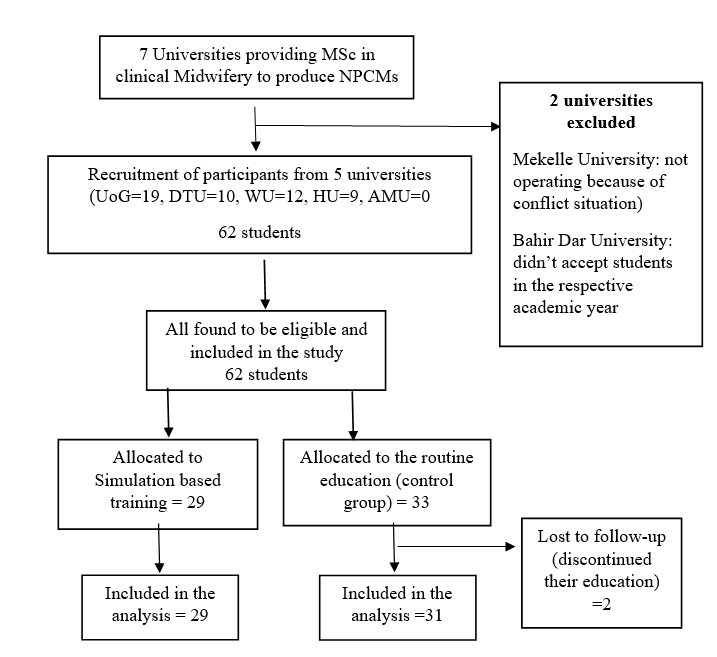 7 Universities providing MSc in
clinical Midwifery to produce NPCMs
2 universities
excluded
Mekelle University: not
operating because of
conflict situation)
Bahir Dar University:
didn’t accept students
in the respective
academic year
Recruitment of participants from 5 universities
(UoG=19, DTU=10, WU=12, HU=9, AMU=0
62 students
All found to be eligible and
included in the study
62 students
Allocated to
Simulation based
training = 29
Allocated to the routine
education (control
group) = 33
Lost to follow-up
(discontinued
their education)
=2
Included in the
analysis = 29
Included in the
analysis =31